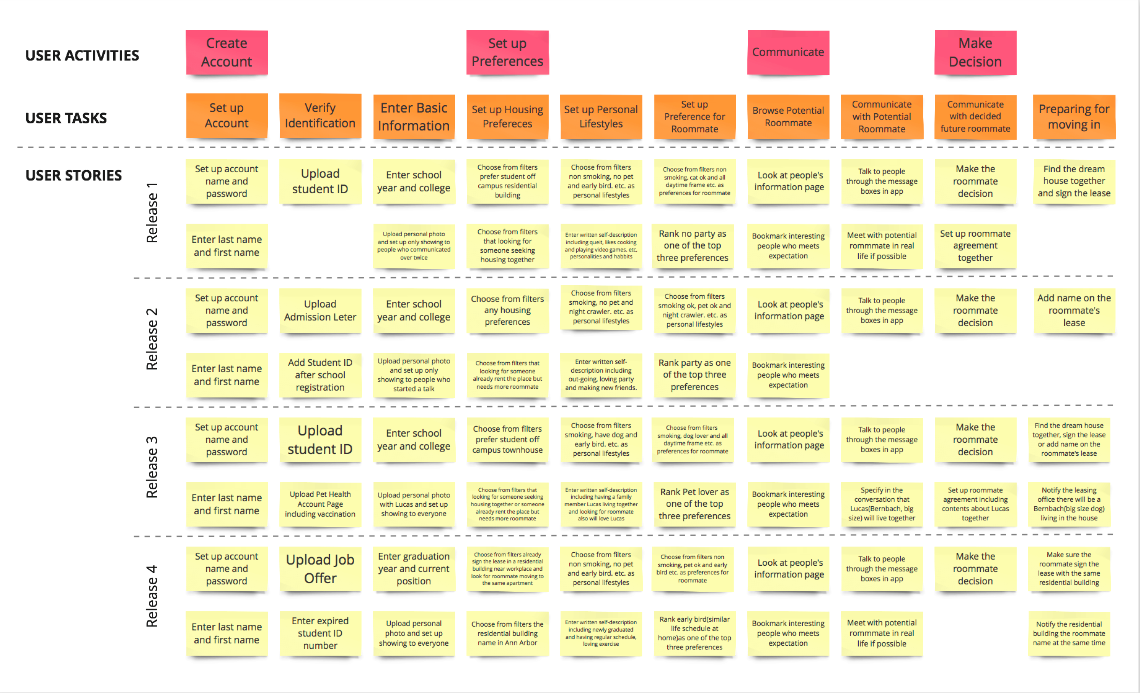 USER ACTIVITIES
Create
Account
Set up
Preferences
Communicate
Make
Decision
USER TASKS
Set up
Account
Verify
Identification
Enter Basic
Information
Set up Housing
Prefereces
Set up Personal
Lifestyles
Set up
Preference for
Roommate
Browse Potential
Roommate
Communicate
with Potential
Roommate
Communicate
with decided
future roommate
Preparing for
moving in
USER STORIES
Release 1
Set up account
name and
password
Upload
student ID
Enter school
year and college
Choose from filters
prefer student off
campus residential
building
Choose from filters
non smoking, no pet
and early bird. etc. as
personal lifestyles
Choose from filters non
smoking, cat ok and all
daytime frame etc. as
preferences for roommate
Look at people's
information page
Talk to people
through the message
boxes in app
Make the
roommate
decision
Find the dream
house together
and sign the lease
Enter last name
and first name
Upload personal photo
and set up only showing to
people who communicated
over twice
Choose from filters
that looking for
someone seeking
housing together
Enter written self-description
including quiet, likes cooking
and playing video games. etc.
personalities and habbits
Rank no party as
one of the top
three preferences
Bookmark interesting
people who meets
expectation
Meet with potential
rommmate in real
life if possible
Set up roommate
agreement
together
Release 2
Set up account
name and
password
Upload
Admission Leter
Enter school
year and college
Choose from filters
any housing
preferences
Choose from filters
smoking, no pet and
night crawler. etc. as
personal lifestyles
Choose from filters
smoking ok, pet ok and
night crawler. etc. as
personal lifestyles
Look at people's
information page
Talk to people
through the message
boxes in app
Make the
roommate
decision
Add name on the
roommate's
lease
Enter last name
and first name
Add Student ID
after school
registration
Upload personal photo
and set up only
showing to people who
started a talk
Choose from filters that
looking for someone
already rent the place but
needs more roommate
Enter written self-
description including
out-going, loving party
and making new friends.
Rank party as one
of the top three
preferences
Bookmark interesting
people who meets
expectation
Release 3
Set up account
name and
password
Upload
student ID
Enter school
year and college
Choose from filters
prefer student off
campus townhouse
Choose from filters
smoking, have dog and
early bird. etc. as
personal lifestyles
Choose from filters
smoking, dog lover and all
daytime frame etc. as
preferences for roommate
Look at people's
information page
Talk to people
through the message
boxes in app
Make the
roommate
decision
Find the dream house
together, sign the lease
or add name on the
roommate's lease
Enter last name
and first name
Upload Pet Health
Account Page
including vaccination
Upload personal photo
with Lucas and set up
showing to everyone
Choose from filters that
looking for someone seeking
housing together or someone
already rent the place but
needs more roommate
Enter written self-description
including having a family
member Lucas living together
and looking for roommate
also will love Lucas
Rank Pet lover as
one of the top
three preferences
Bookmark interesting
people who meets
expectation
Specify in the
conversation that
Lucas(Bernbach, big
size) will live together
Set up roommate
agreement including
contents about Lucas
together
Notify the leasing
office there will be a
Bernbach(big size dog)
living in the house
Release 4
Set up account
name and
password
Upload Job
Offer
Enter graduation
year and current
position
Choose from filters already
sign the lease in a residential
building near workplace and
look for roommate moving to
the same apartment
Choose from filters
non smoking, no pet
and early bird. etc. as
personal lifestyles
Choose from filters non
smoking, pet ok and early
bird etc. as preferences for
roommate
Look at people's
information page
Talk to people
through the message
boxes in app
Make the
roommate
decision
Make sure the
roommate sign the
lease with the same
residential building
Enter last name
and first name
Enter expired
student ID
number
Upload personal
photo and set up
showing to everyone
Choose from filters the
residential building
name in Ann Arbor
Enter written self-description
including newly graduated
and having regular schedule,
loving exercise
Rank early bird(similar
life schedule at
home)as one of the top
three preferences
Bookmark interesting
people who meets
expectation
Meet with potential
rommmate in real
life if possible
Notify the residential
building the roommate
name at the same time